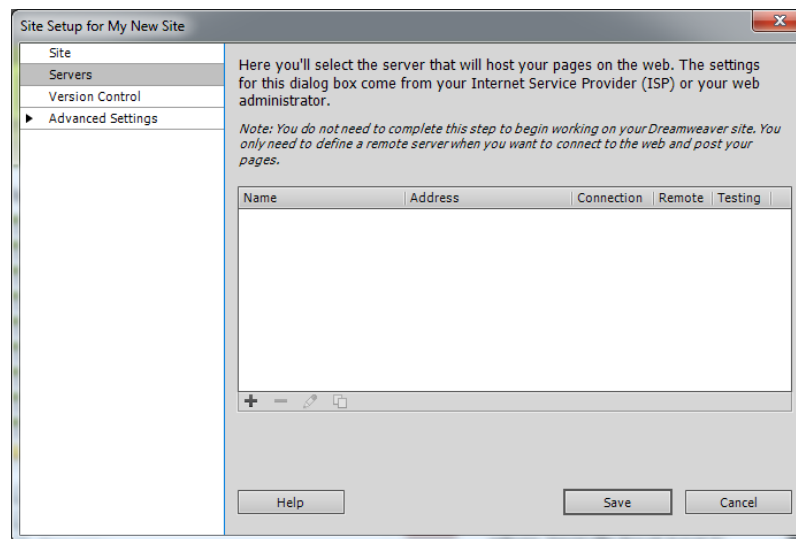 Site Setup for My New Site
Site
Servers
Version Control
Advanced Settings
Here you'll select the server that will host your pages on the web. The settings
for this dialog box come from your Internet Service Provider (ISP) or your web
administrator.
Note: You do not need to complete this step to begin working on your Dreamweaver site. You
only need to define a remote server when you want to connect to the web and post your
pages.
Name Address Connection Remote Testing
Help Save Cancel